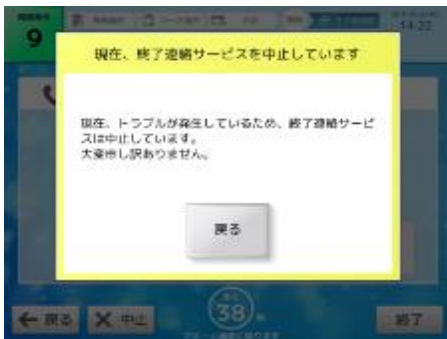 9
14:22
現在、終了連絡サービスを中止しています
現在、トラブルが発生しているため、終了連絡サービ
スは中止しています。
大変申し訳ありません。
戻る
戻る
中止
38
終了